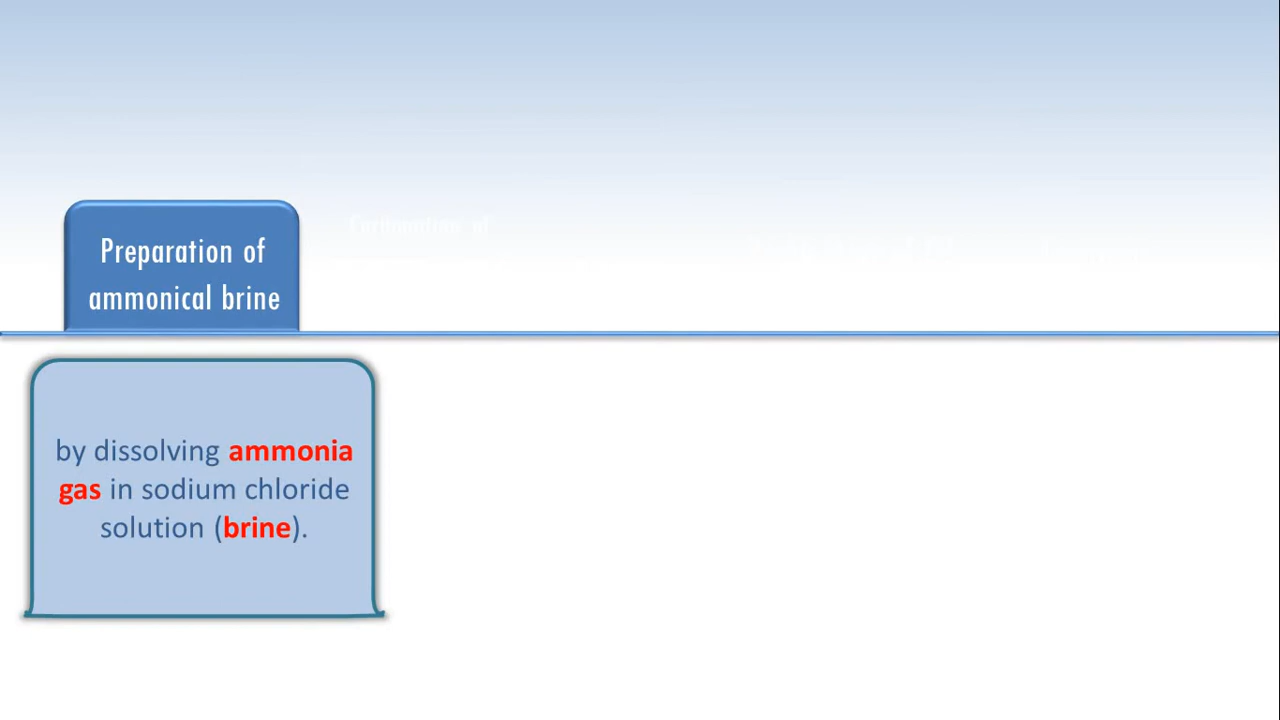 Preparation of
ammonical brine
by dissolving ammonia
gas in sodium chloride
solution (brine).